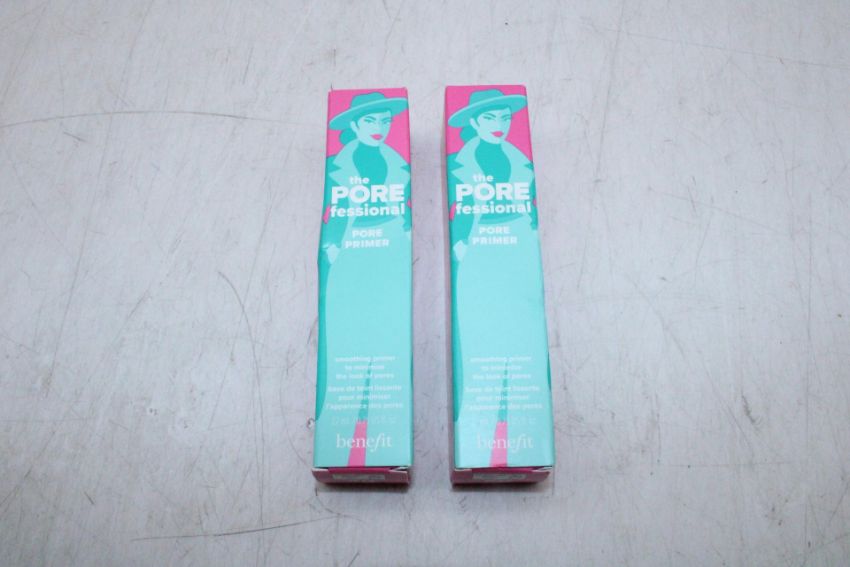 the
PORE
fessional
PORE
PRIMER
smoothing primer
to minimize
the look of pores
base de teint lissante
pour minimiser
l'apparence des pores
benefit
the
PORE
fessional
PORE
PRIMER
smoothing primer
to minimize
the look of pores
base de teint lissante
pour minimiser
l'apparence des pores
benefit